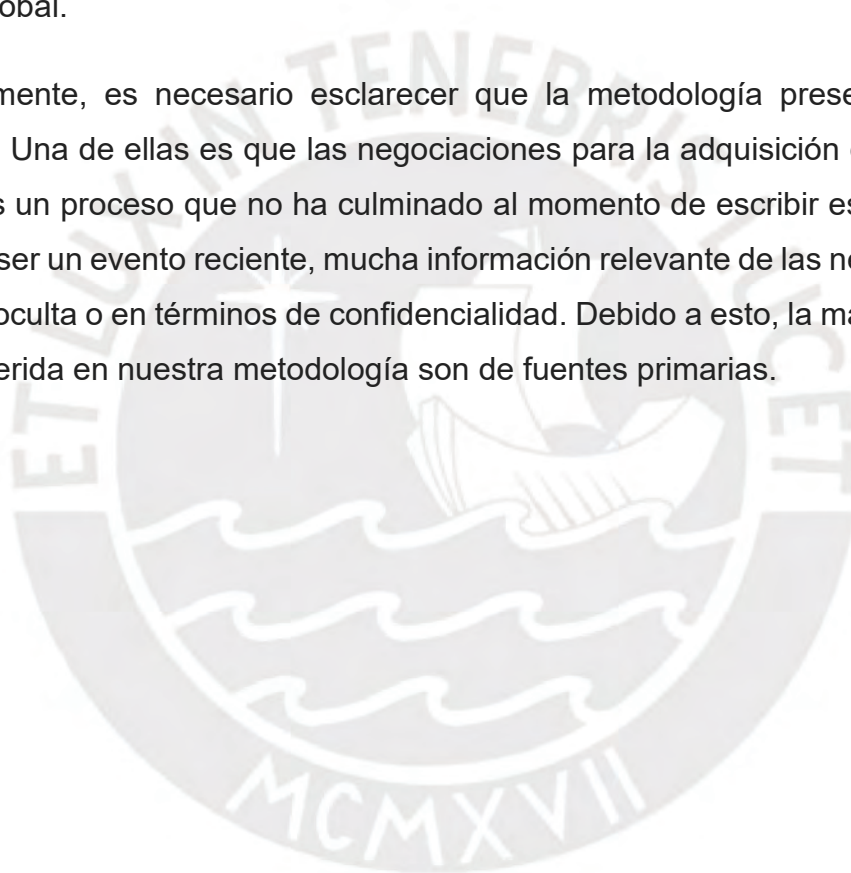 obal.
mente, es necesario esclarecer que la metodología prese
Una de ellas es que las negociaciones para la adquisición
s un proceso que no ha culminado al momento de escribir es
ser un evento reciente, mucha información relevante de las
oculta o en términos de confidencialidad. Debido a esto, la ma
erida en nuestra metodología son de fuentes primarias.
ET LUX IN TENEBRIS LUCET
MCMXVII